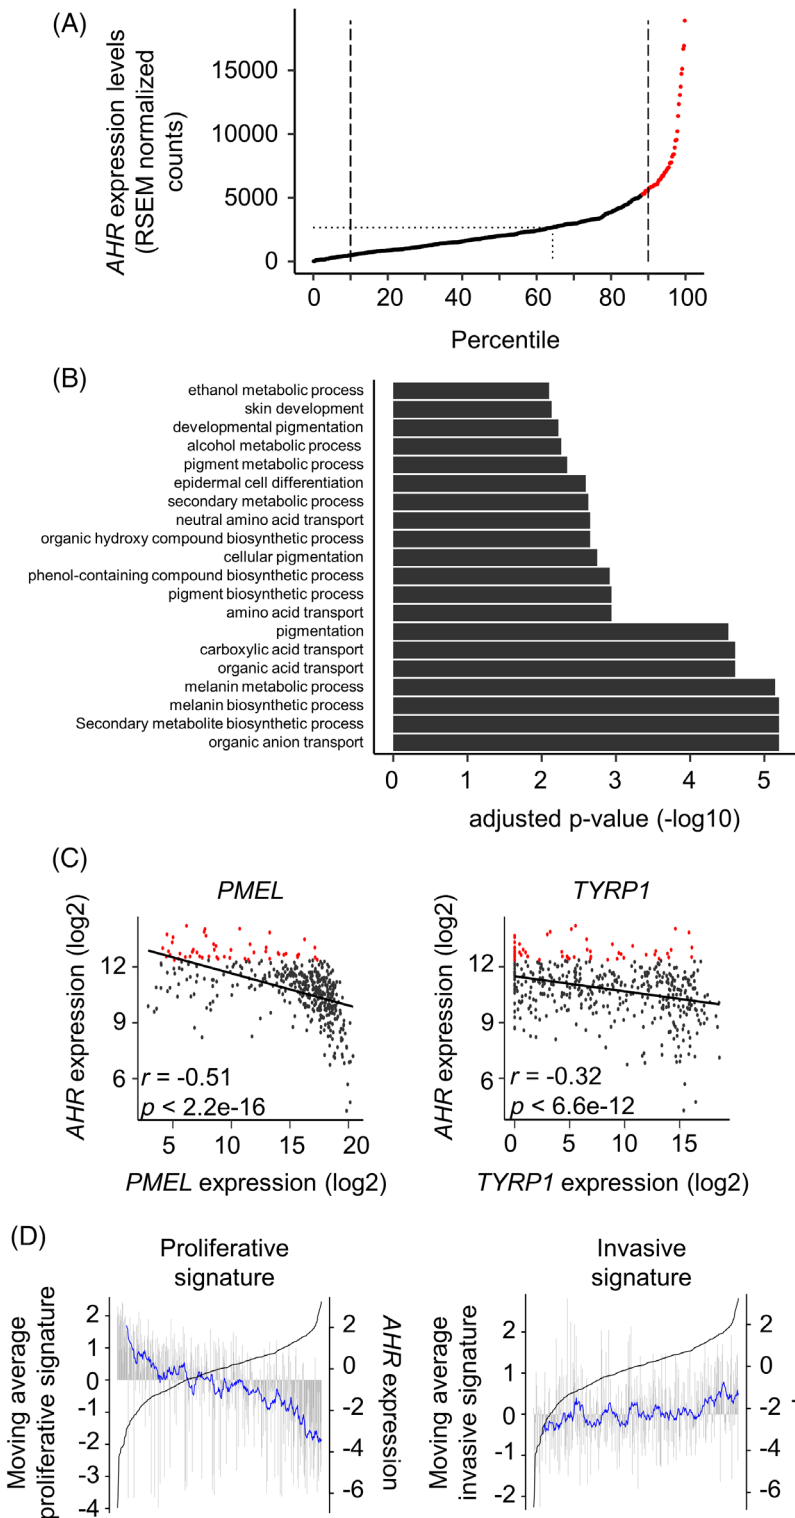 (A)
AHR expression levels
(RSEM normalized
counts)
15000
10000
5000
0
0 20 40 60 80 100
Percentile
(B)
ethanol metabolic process
skin development
developmental pigmentation
alcohol metabolic process
pigment metabolic process
epidermal cell differentiation
secondary metabolic process
neutral amino acid transport
organic hydroxy compound biosynthetic process
cellular pigmentation
phenol-containing compound biosynthetic process
pigment biosynthetic process
amino acid transport
pigmentation
carboxylic acid transport
organic acid transport
melanin metabolic process
melanin biosynthetic process
Secondary metabolite biosynthetic process
organic anion transport
0 1 2 3 4 5
adjusted p-value (-log10)
(C)
PMEL
AHR expression (log2)
12
9
6
r = -0.51
p < 2.2e-16
5 10 15 20
PMEL expression (log2)
TYRP1
AHR expression (log2)
12
9
6
r = -0.32
p < 6.6e-12
0 5 10 15
TYRP1 expression (log2)
(D)
Proliferative
signature
Moving average
proliferative signature
2
1
0
-1
-2
-3
-4
2
0
-2
-4
-6
AHR expression
Invasive
signature
Moving average
invasive signature
2
1
0
-1
-2
2
0
-2
-4
-6